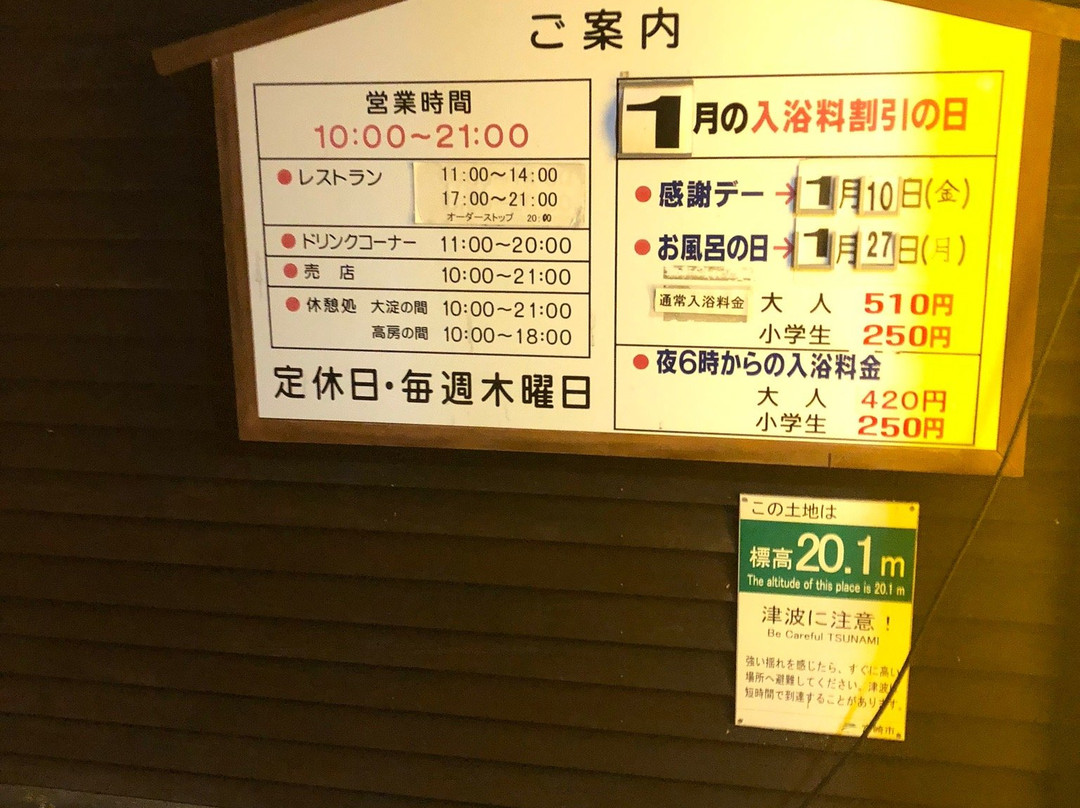 ご案内
営業時間
10:00〜21:00
●レストラン 11:00〜14:00
17:00〜21:00
オーダーストップ 20:00
●ドリンクコーナー 11:00〜20:00
●売 店 10:00〜21:00
●休憩処 大淀の間 10:00〜21:00
高房の間 10:00〜18:00
定休日・毎週木曜日
1月の入浴料割引の日
●感謝デー→1月10日(金)
●お風呂の日→1月27日(月)
通常入浴料金 大 人 510円
小学生 250円
●夜6時からの入浴料金
大 人 420円
小学生 250円
この土地は
標高20.1m
The altitude of this place is 20.1 m
津波に注意!
Be Careful TSUNAMI
強い揺れを感じたら、すぐに高い
場所へ避難してください。津波は
短時間で到達することがあります。